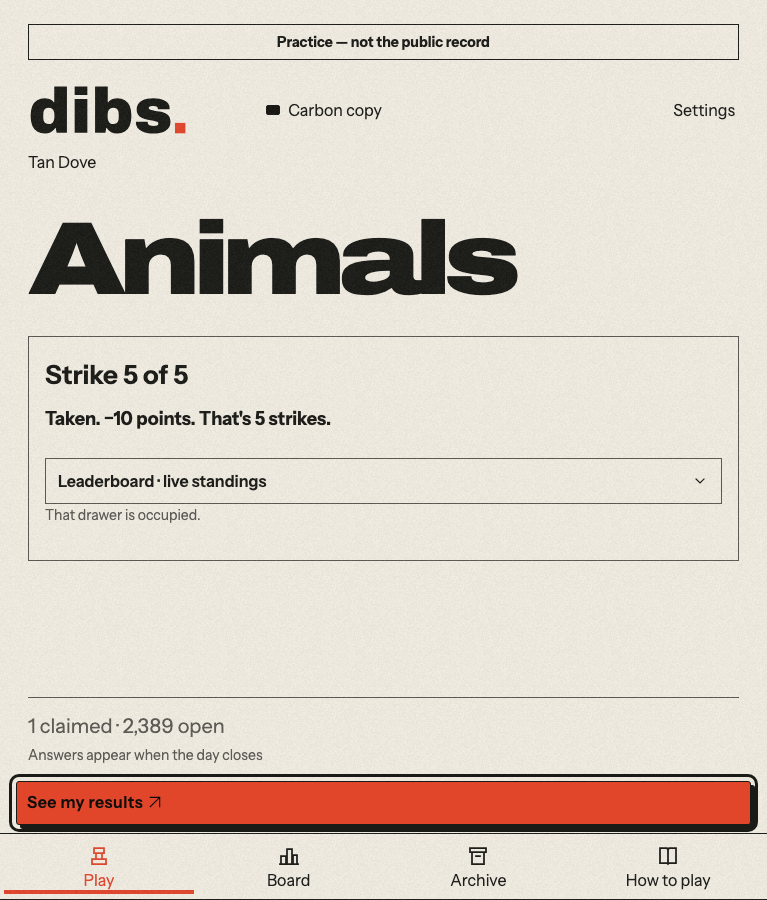 Practice — not the public record
dibs.
Carbon copy
Settings
Tan Dove
Animals
Strike 5 of 5
Taken. −10 points. That's 5 strikes.
Leaderboard · live standings
That drawer is occupied.
1 claimed · 2,389 open
Answers appear when the day closes
See my results
Play
Board
Archive
How to play